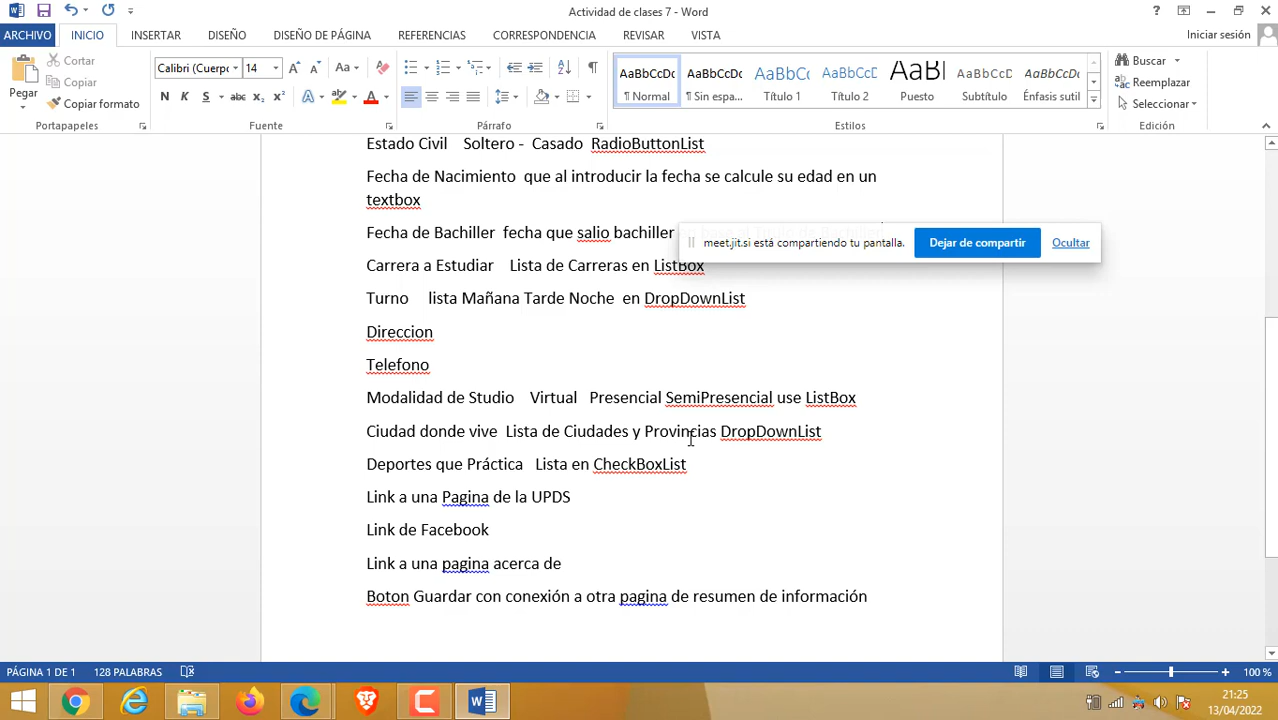 Actividad de clases 7 - Word
?
ARCHIVO INICIO INSERTAR DISEÑO DISEÑO DE PÁGINA REFERENCIAS CORRESPONDENCIA REVISAR VISTA Iniciar sesión
Pegar
Cortar
Copiar
Copiar formato
Portapapeles
Calibri (Cuerpo 14 Aa
N K S abc x₂ x² A A
Fuente
Párrafo
AaBbCcDc AaBbCcDc AaBbCc AaBbCcD AaBbI AaBbCcD AaBbCcDc
¶ Normal ¶ Sin espa... Título 1 Título 2 Puesto Subtítulo Énfasis sutil
Estilos
Buscar
Reemplazar
Seleccionar
Edición
Estado Civil Soltero - Casado RadioButtonList
Fecha de Nacimiento que al introducir la fecha se calcule su edad en un
textbox
Fecha de Bachiller fecha que salio bachiller
meet.jit.si está compartiendo tu pantalla. Dejar de compartir Ocultar
Carrera a Estudiar Lista de Carreras en ListBox
Turno lista Mañana Tarde Noche en DropDownList
Direccion
Telefono
Modalidad de Studio Virtual Presencial SemiPresencial use ListBox
Ciudad donde vive Lista de Ciudades y Provincias DropDownList
Deportes que Práctica Lista en CheckBoxList
Link a una Pagina de la UPDS
Link de Facebook
Link a una pagina acerca de
Boton Guardar con conexión a otra pagina de resumen de información
PÁGINA 1 DE 1 128 PALABRAS 100 %
21:25
13/04/2022